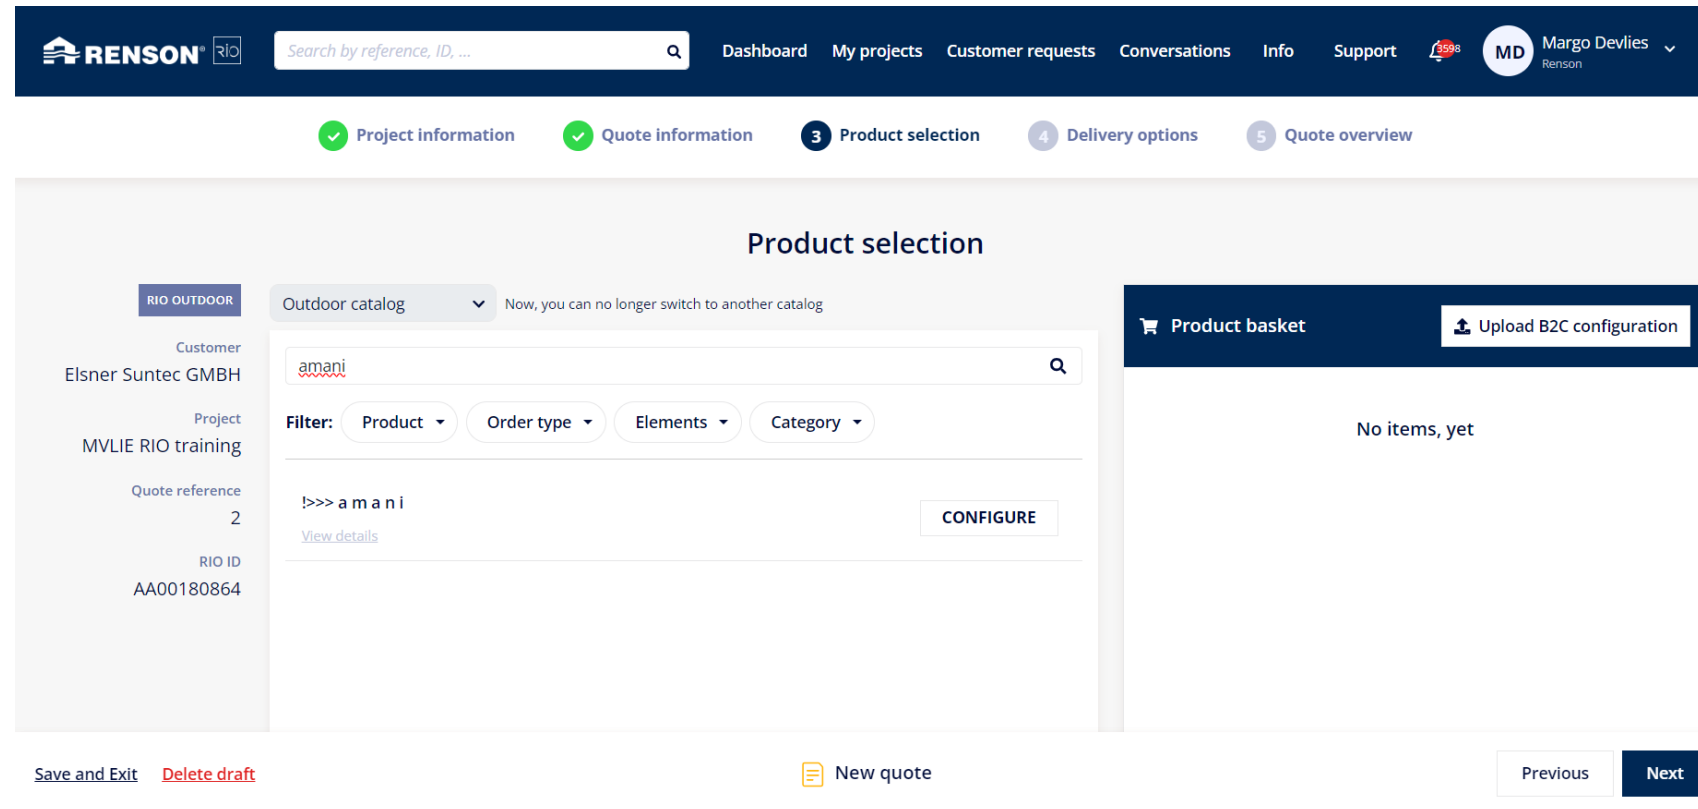 RENSON® RIO
Search by reference, ID, ...
Dashboard My projects Customer requests Conversations Info Support 3598 MD Margo Devlies
Renson
Project information Quote information 3 Product selection 4 Delivery options 5 Quote overview
Product selection
RIO OUTDOOR
Customer
Elsner Suntec GMBH
Project
MVLIE RIO training
Quote reference
2
RIO ID
AA00180864
Outdoor catalog Now, you can no longer switch to another catalog
amani
Filter: Product Order type Elements Category
!>>> a m a n i
View details
CONFIGURE
Product basket Upload B2C configuration
No items, yet
Save and Exit Delete draft New quote Previous Next